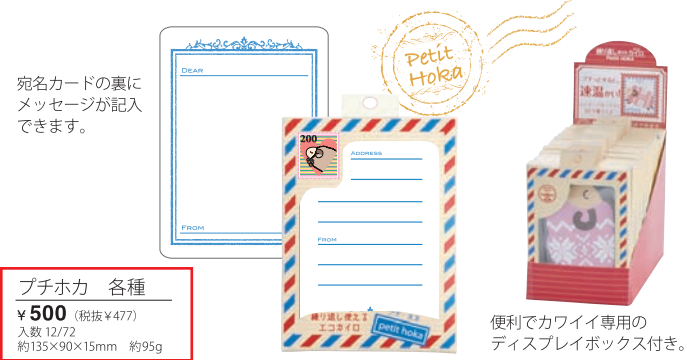 宛名カードの裏に
メッセージが記入
できます。
DEAR
FROM
Petit
Hoka
200
ADDRESS
FROM
繰り返し使える
エコカイロ
petit hoka
プチホカ 各種
¥500（税抜¥477）
入数 12/72
約135×90×15mm 約95g
速温かい!
便利でカワイイ専用の
ディスプレイボックス付き。